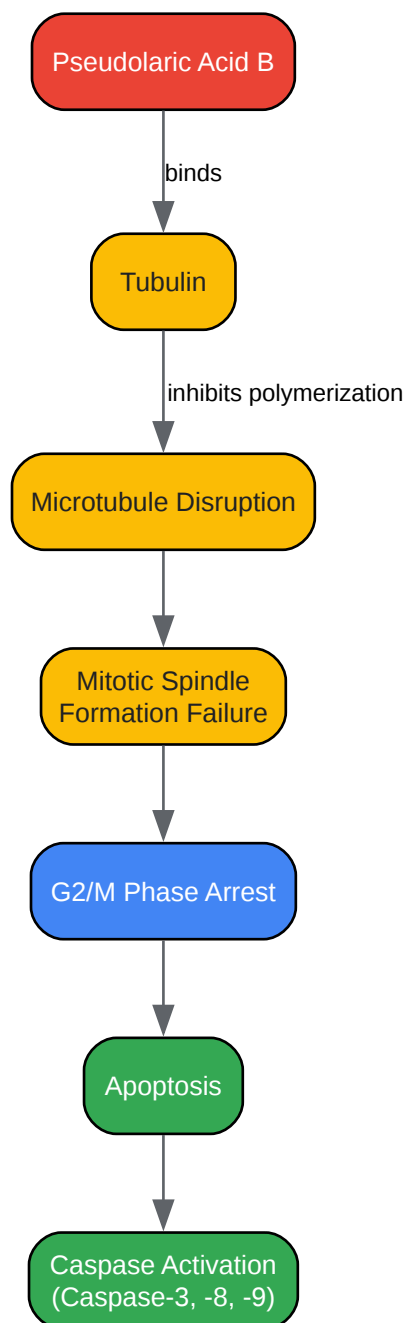 Pseudolaric Acid B
binds
Tubulin
inhibits polymerization
Microtubule Disruption
Mitotic Spindle
Formation Failure
G2/M Phase Arrest
Apoptosis
Caspase Activation
(Caspase-3, -8, -9)